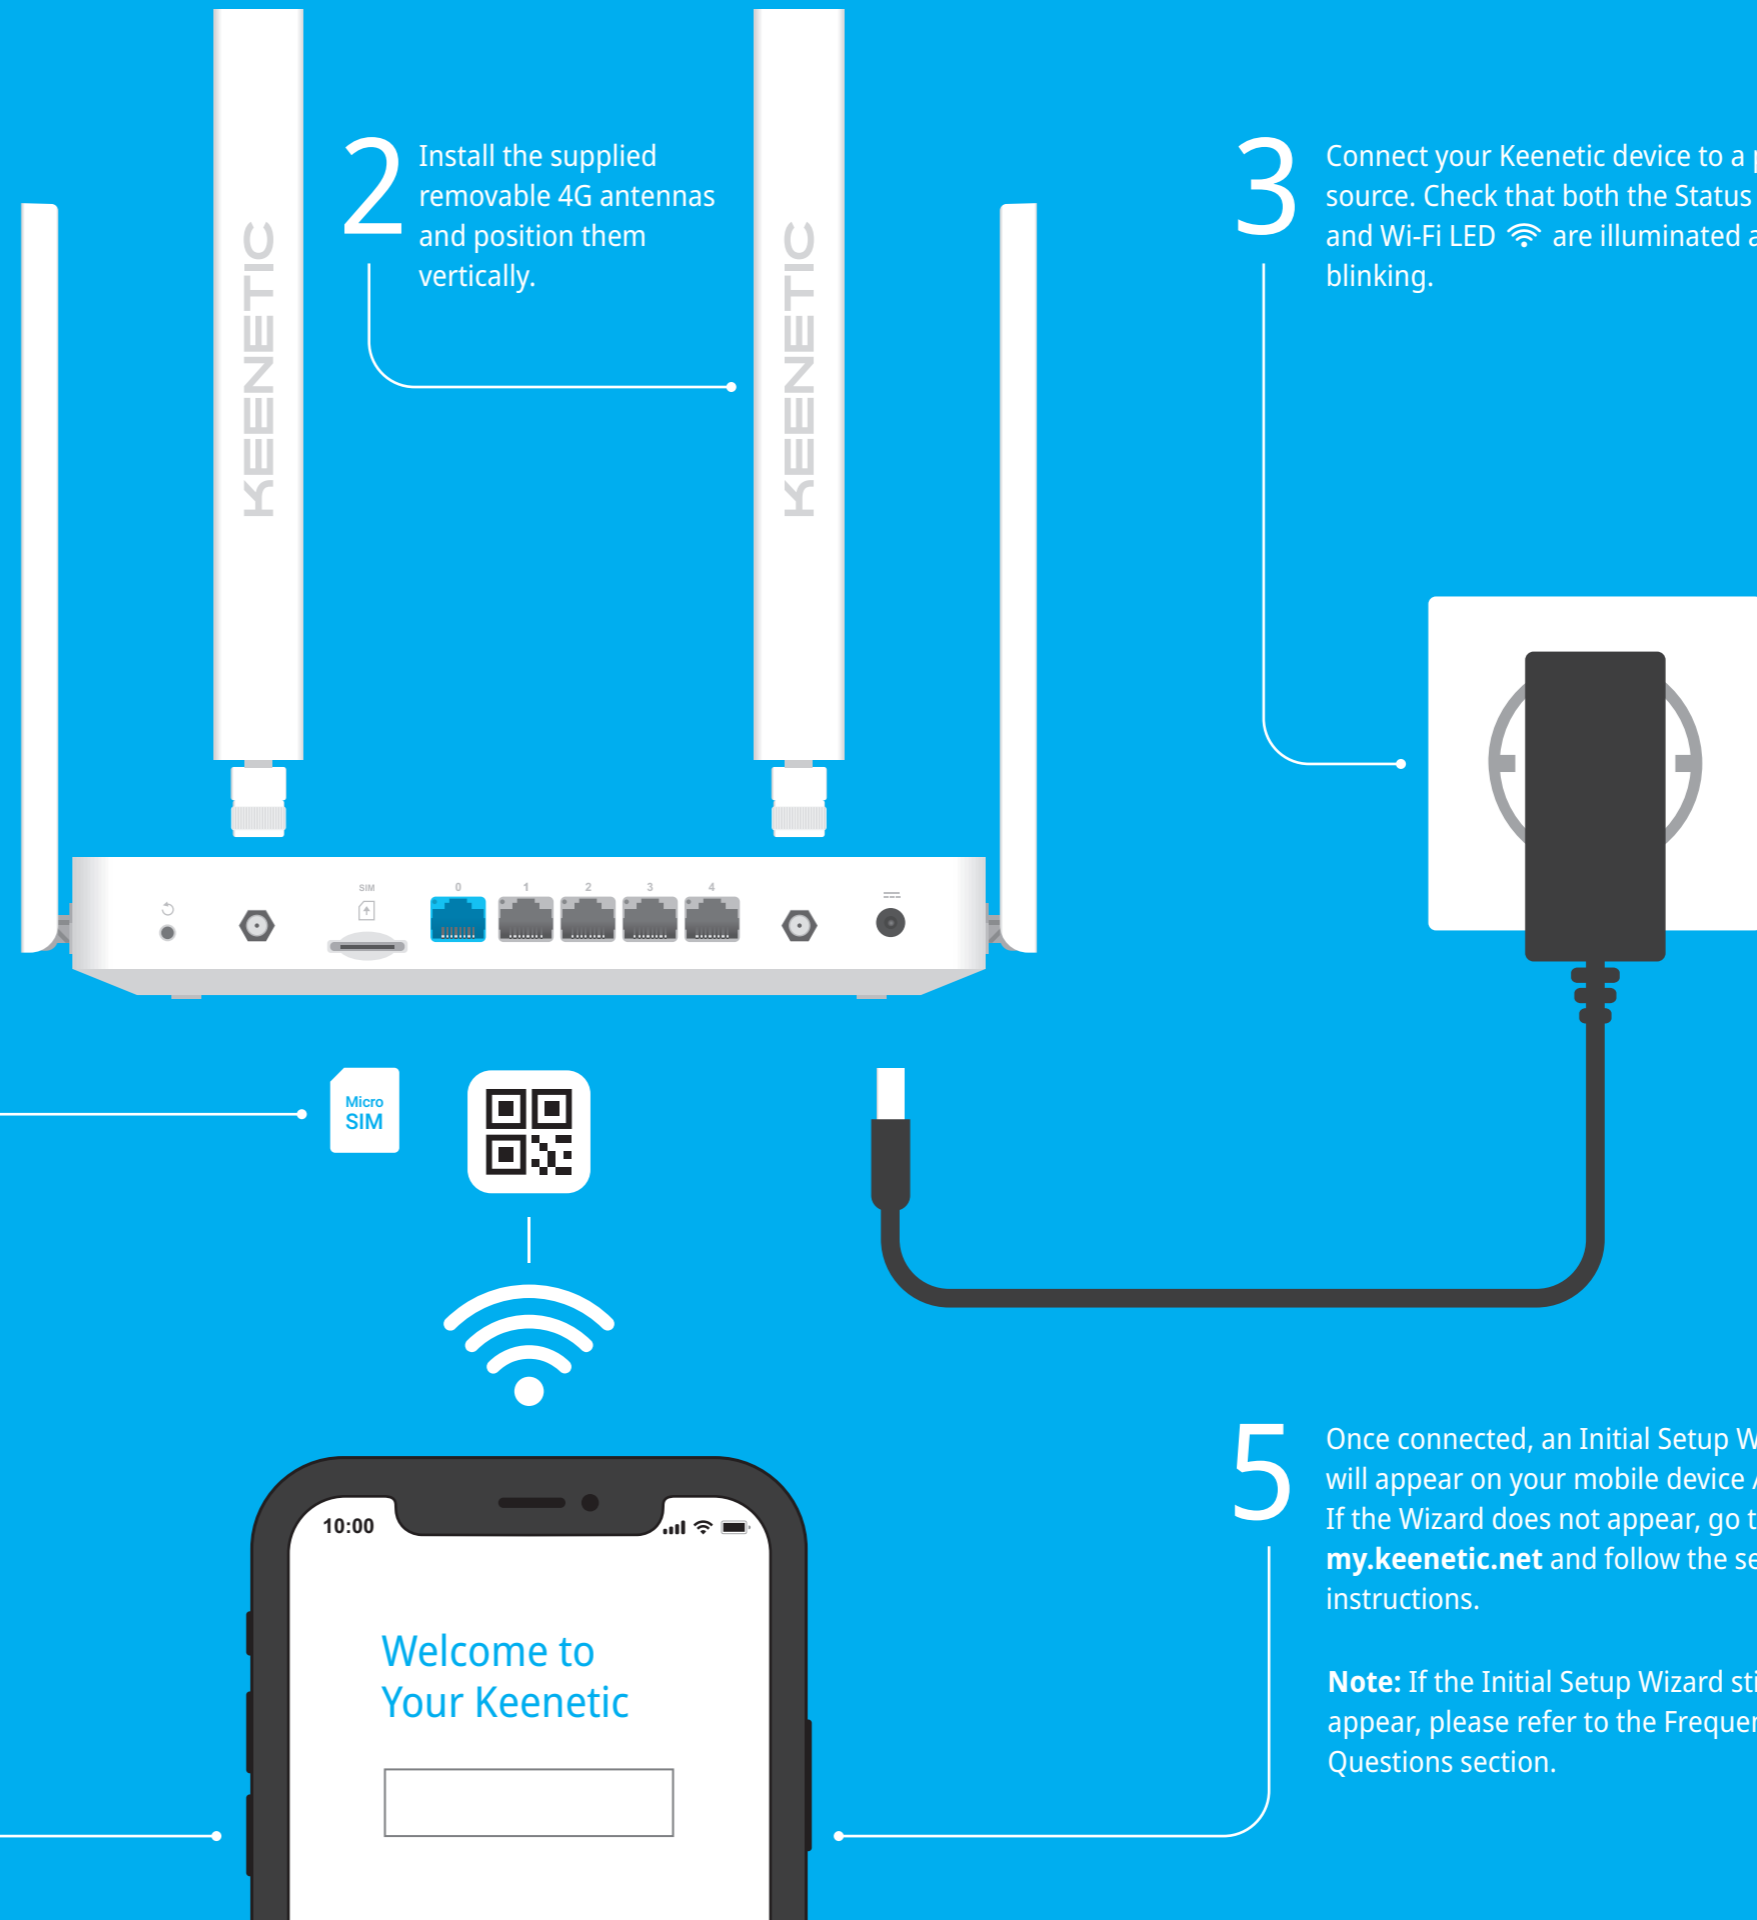 2
Install the supplied
removable 4G antennas
and position them
vertically.
3
Connect your Keenetic device to a
source. Check that both the Status
and Wi-Fi LED are illuminated
blinking.
KEENETIC
KEENETIC
SIM
0 1 2 3 4
Micro
SIM
5
Once connected, an Initial Setup
will appear on your mobile device
If the Wizard does not appear, go
my.keenetic.net and follow the
instructions.
Note: If the Initial Setup Wizard
appear, please refer to the
Questions section.
10:00
Welcome to
Your Keenetic